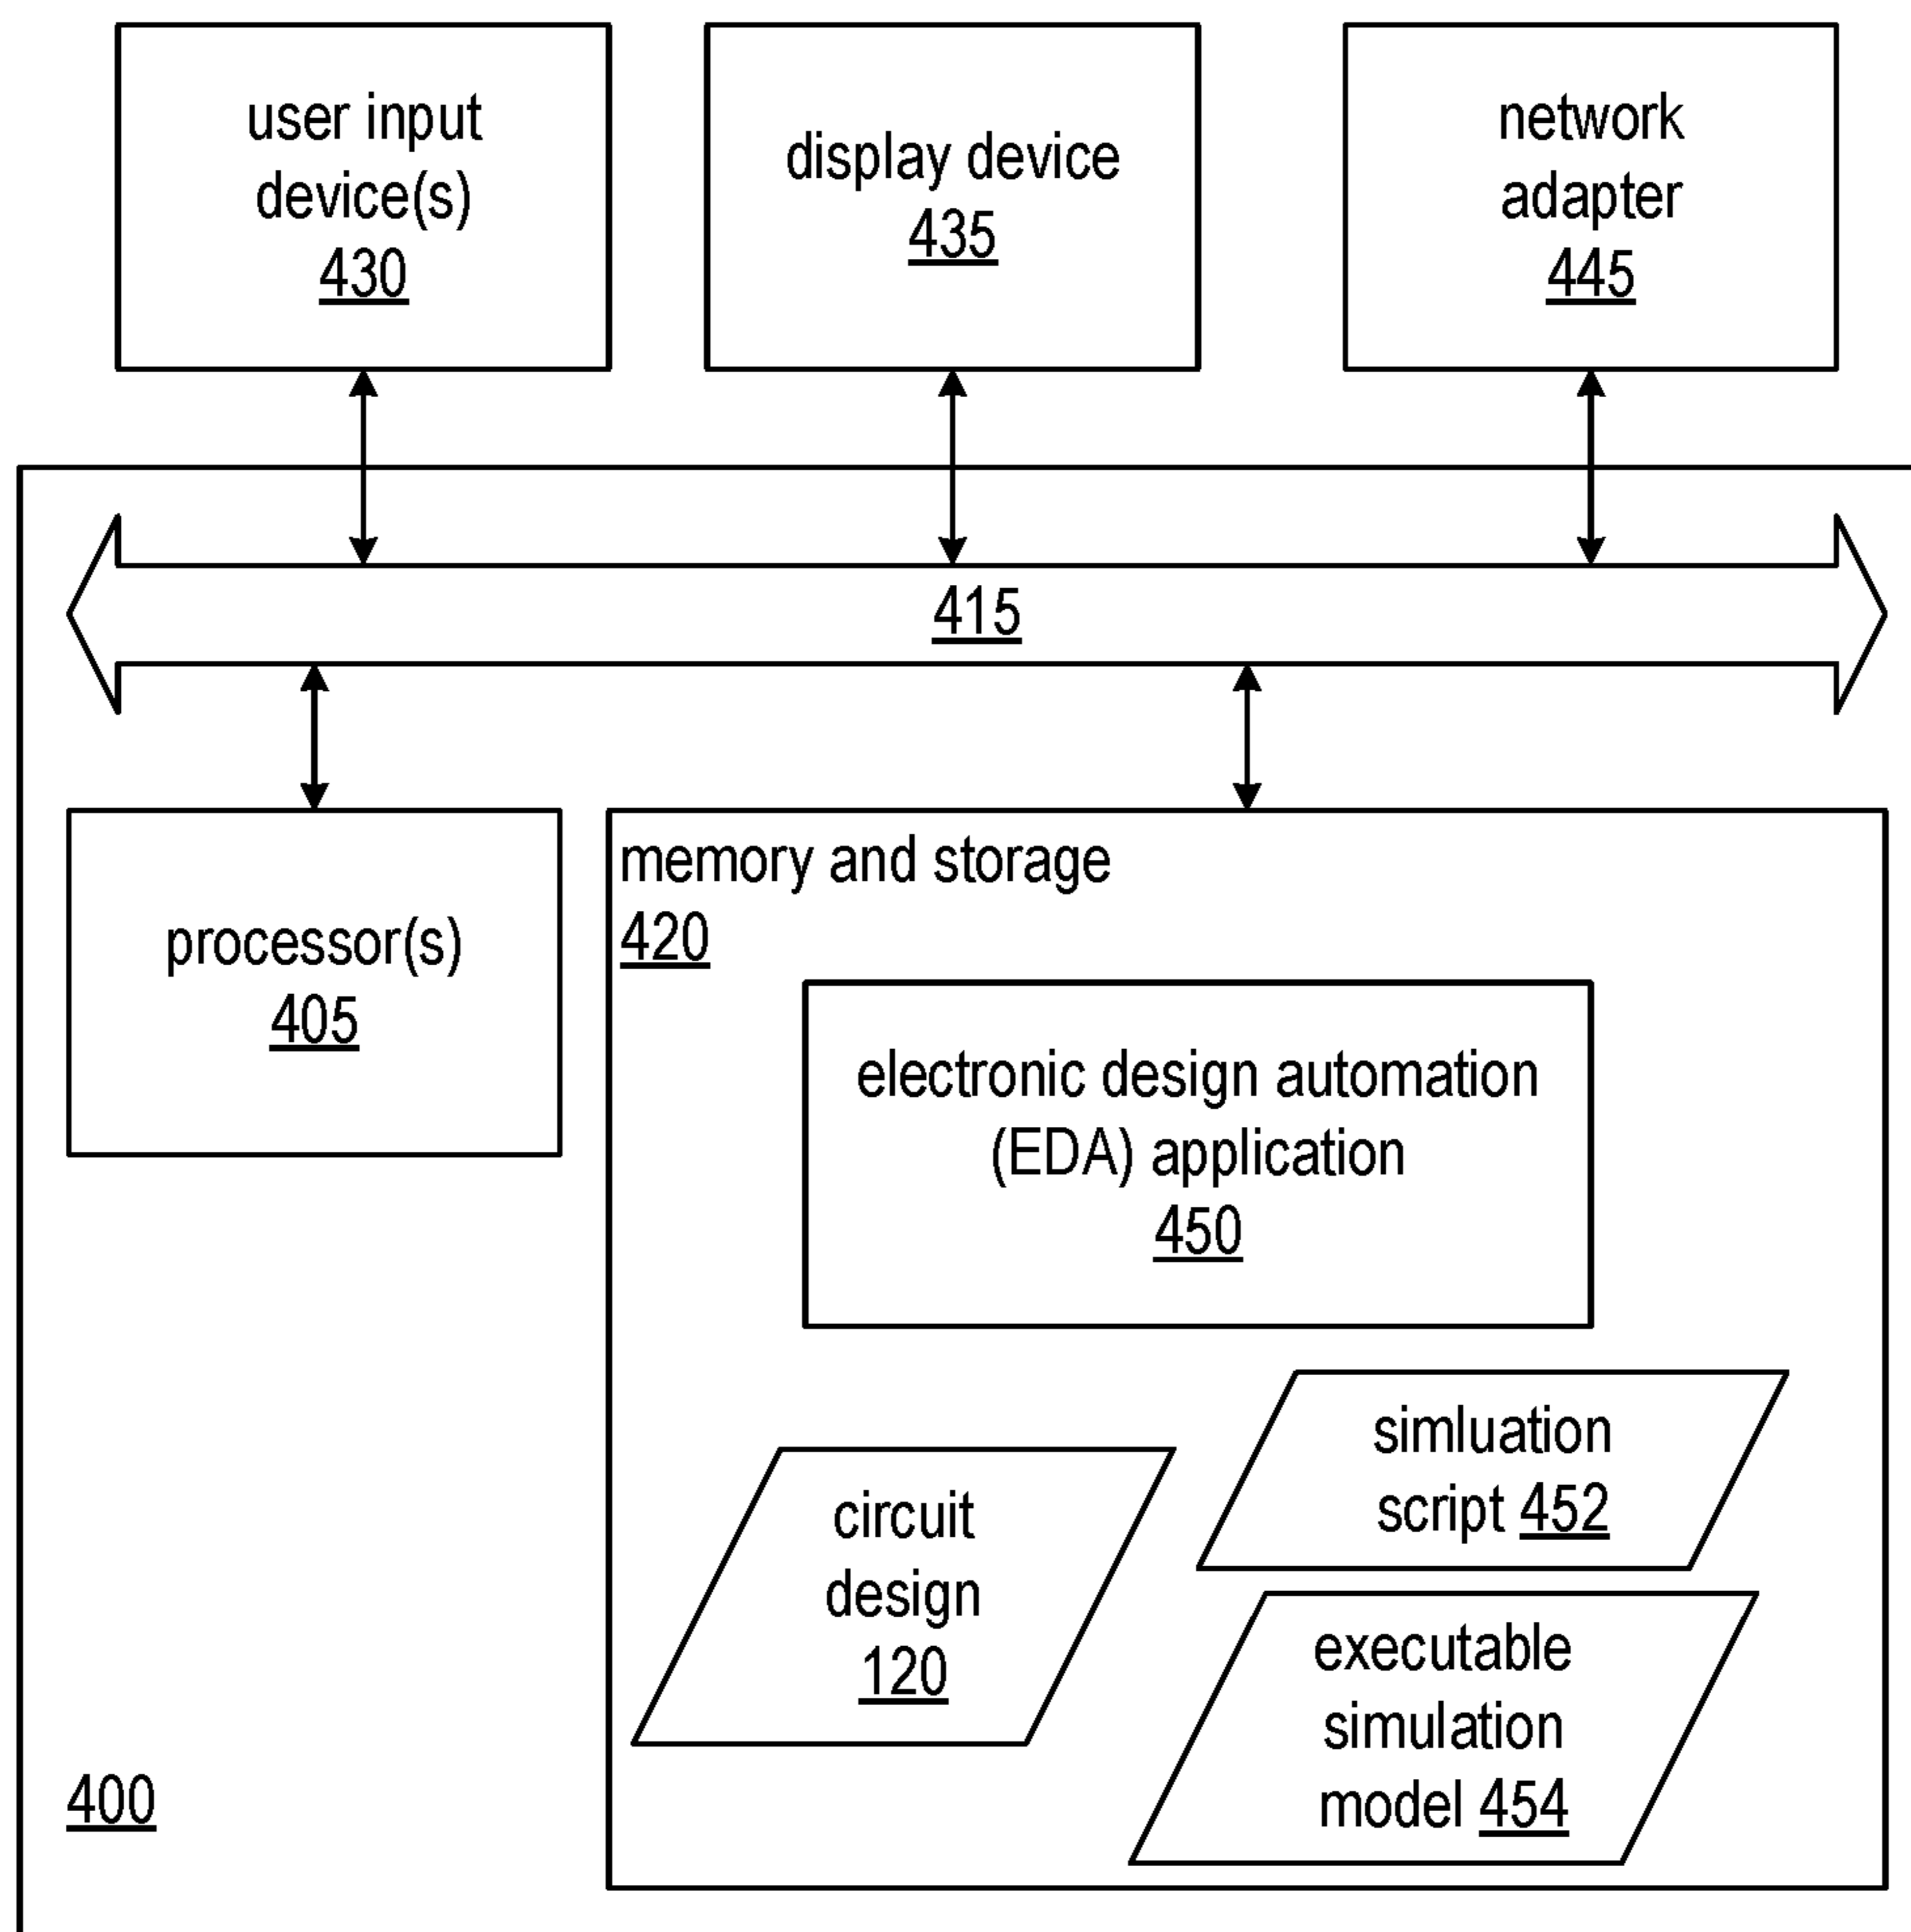 user input
device(s)
430
display device
435
network
adapter
445
415
processor(s)
405
memory and storage
420
electronic design automation
(EDA) application
450
simluation
script 452
circuit
design
120
executable
simulation
model 454
400